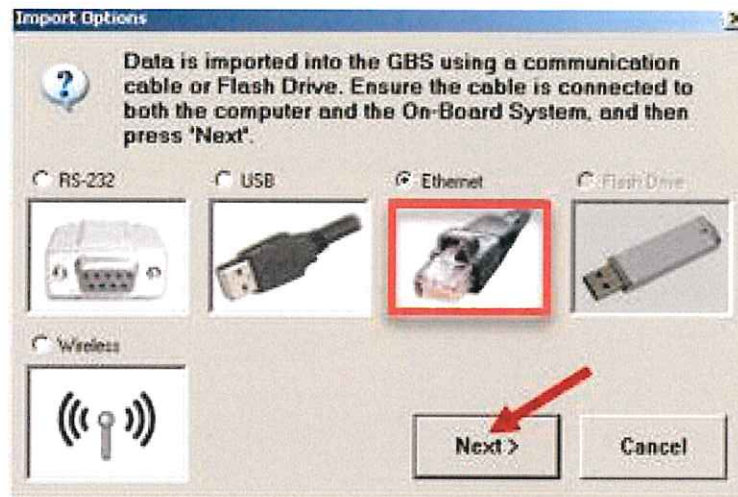 Import Options
Data is imported into the GBS using a communication
cable or Flash Drive. Ensure the cable is connected to
both the computer and the On-Board System, and then
press 'Next'.
RS-232 USB Ethernet Flash Drive
Wireless
Next > Cancel